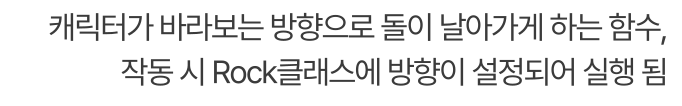 캐릭터가 바라보는 방향으로 돌이 날아가게 하는 함수,
작동 시 Rock클래스에 방향이 설정되어 실행 됨